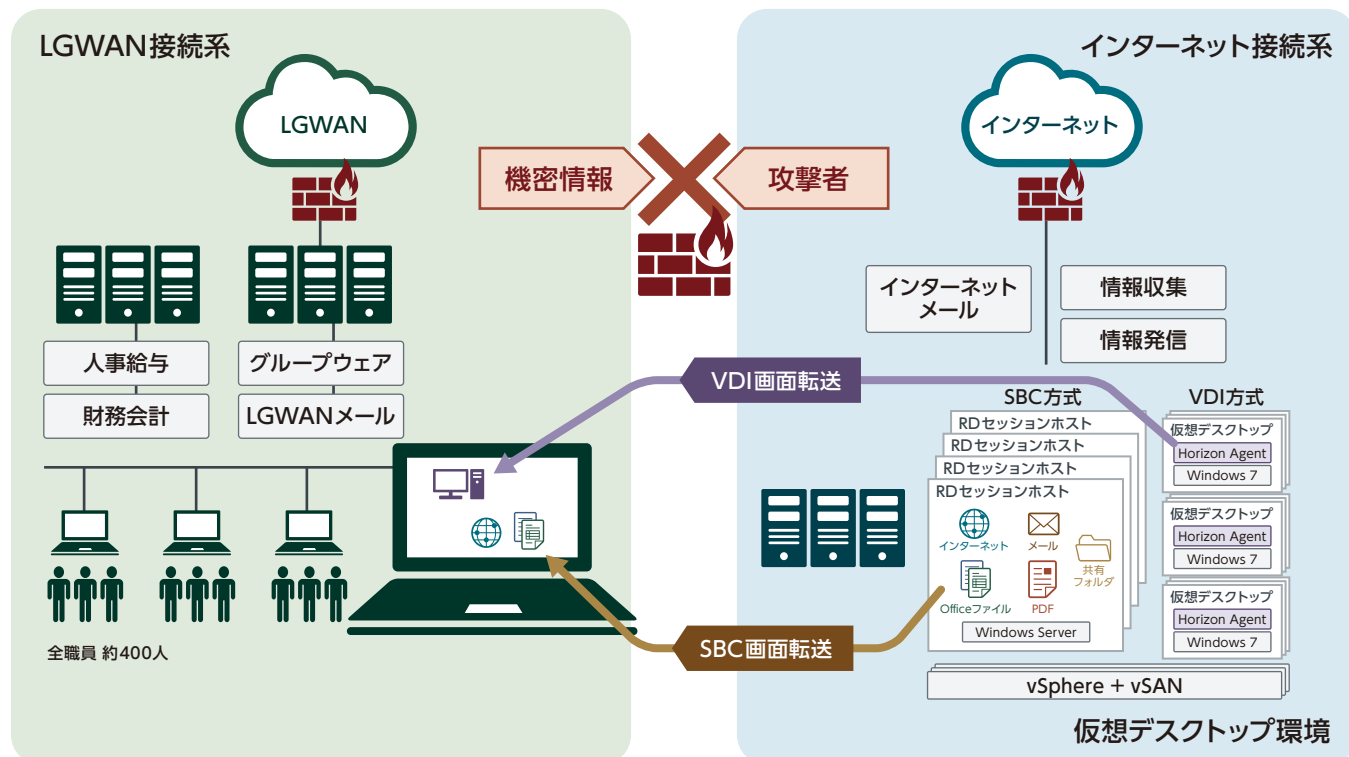 LGWAN接続系
LGWAN
人事給与
財務会計
グループウェア
LGWANメール
全職員 約400人
機密情報
攻撃者
VDI画面転送
SBC画面転送
インターネット接続系
インターネット
インターネット
メール
情報収集
情報発信
SBC方式
RDセッションホスト
RDセッションホスト
RDセッションホスト
RDセッションホスト
インターネット
メール
共有
フォルダ
Officeファイル
PDF
Windows Server
VDI方式
仮想デスクトップ
Horizon Agent
Windows 7
仮想デスクトップ
Horizon Agent
Windows 7
仮想デスクトップ
Horizon Agent
Windows 7
vSphere + vSAN
仮想デスクトップ環境